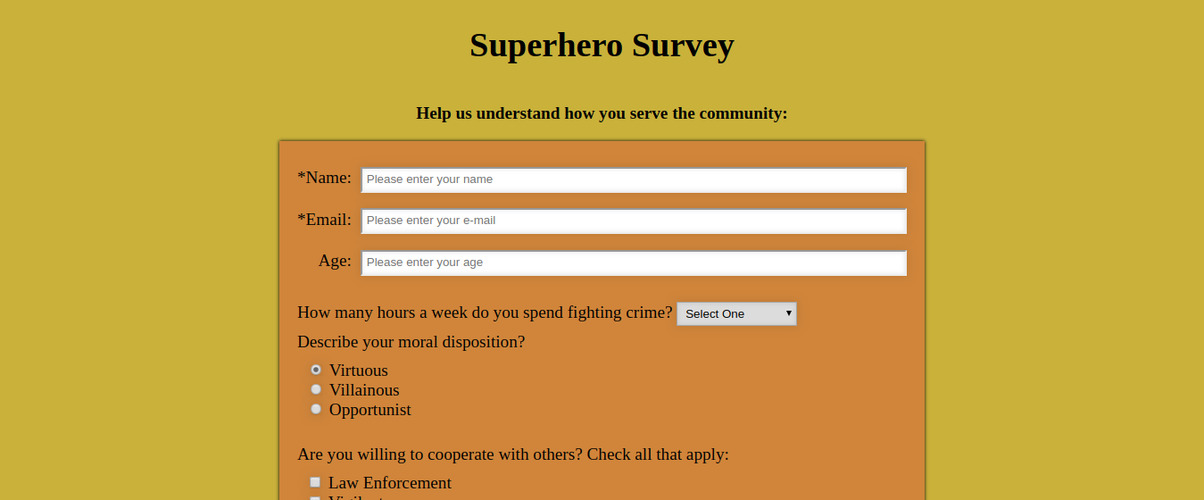 Superhero Survey
Help us understand how you serve the community:
*Name: Please enter your name
*Email: Please enter your e-mail
Age: Please enter your age
How many hours a week do you spend fighting crime? Select One
Describe your moral disposition?
Virtuous
Villainous
Opportunist
Are you willing to cooperate with others? Check all that apply:
Law Enforcement